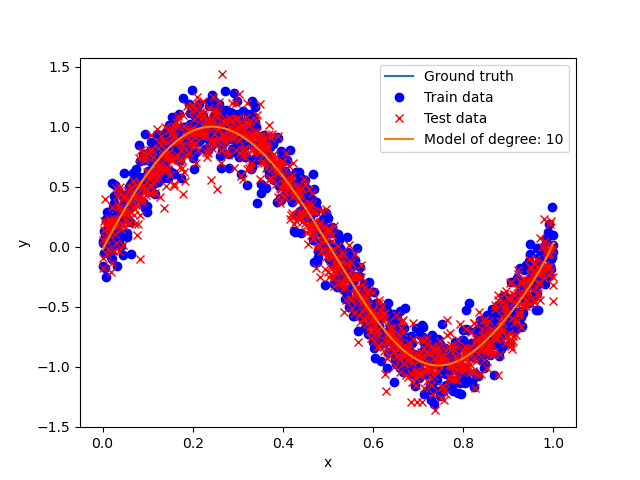 Ground truth
Train data
Test data
Model of degree: 10
1.5
1.0
0.5
0.0
−0.5
−1.0
−1.5
y
0.0 0.2 0.4 0.6 0.8 1.0
x